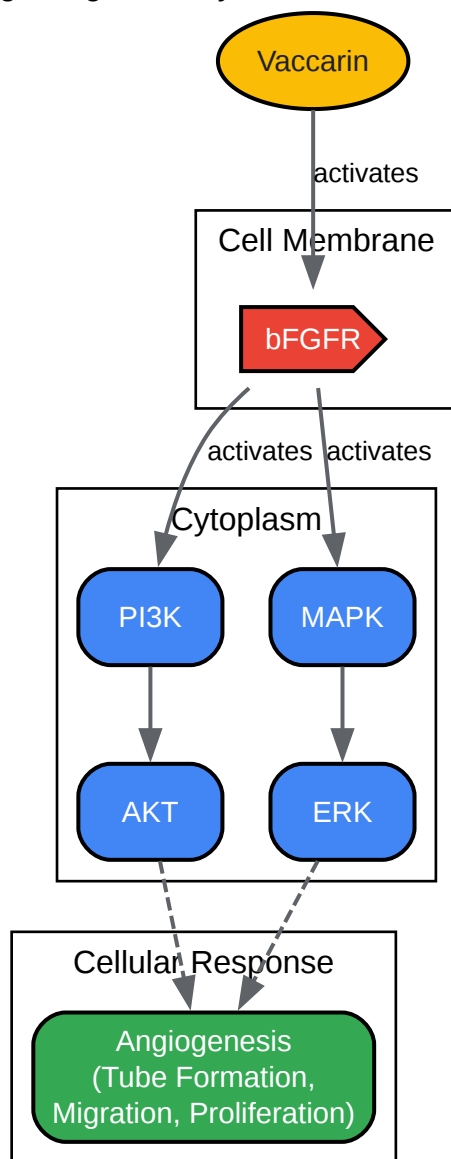 Vaccarin
activates
Cell Membrane
bFGFR
activates activates
Cytoplasm
PI3K MAPK
AKT ERK
Cellular Response
Angiogenesis
(Tube Formation,
Migration, Proliferation)